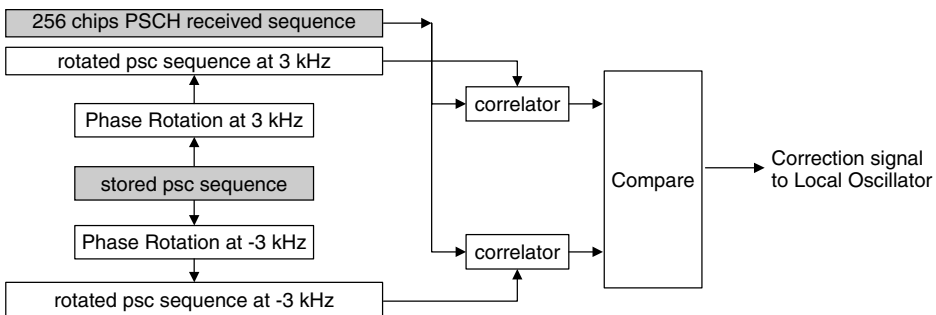 256 chips PSCH received sequence
rotated psc sequence at 3 kHz
correlator
Phase Rotation at 3 kHz
stored psc sequence
Compare
Correction signal
to Local Oscillator
Phase Rotation at -3 kHz
correlator
rotated psc sequence at -3 kHz